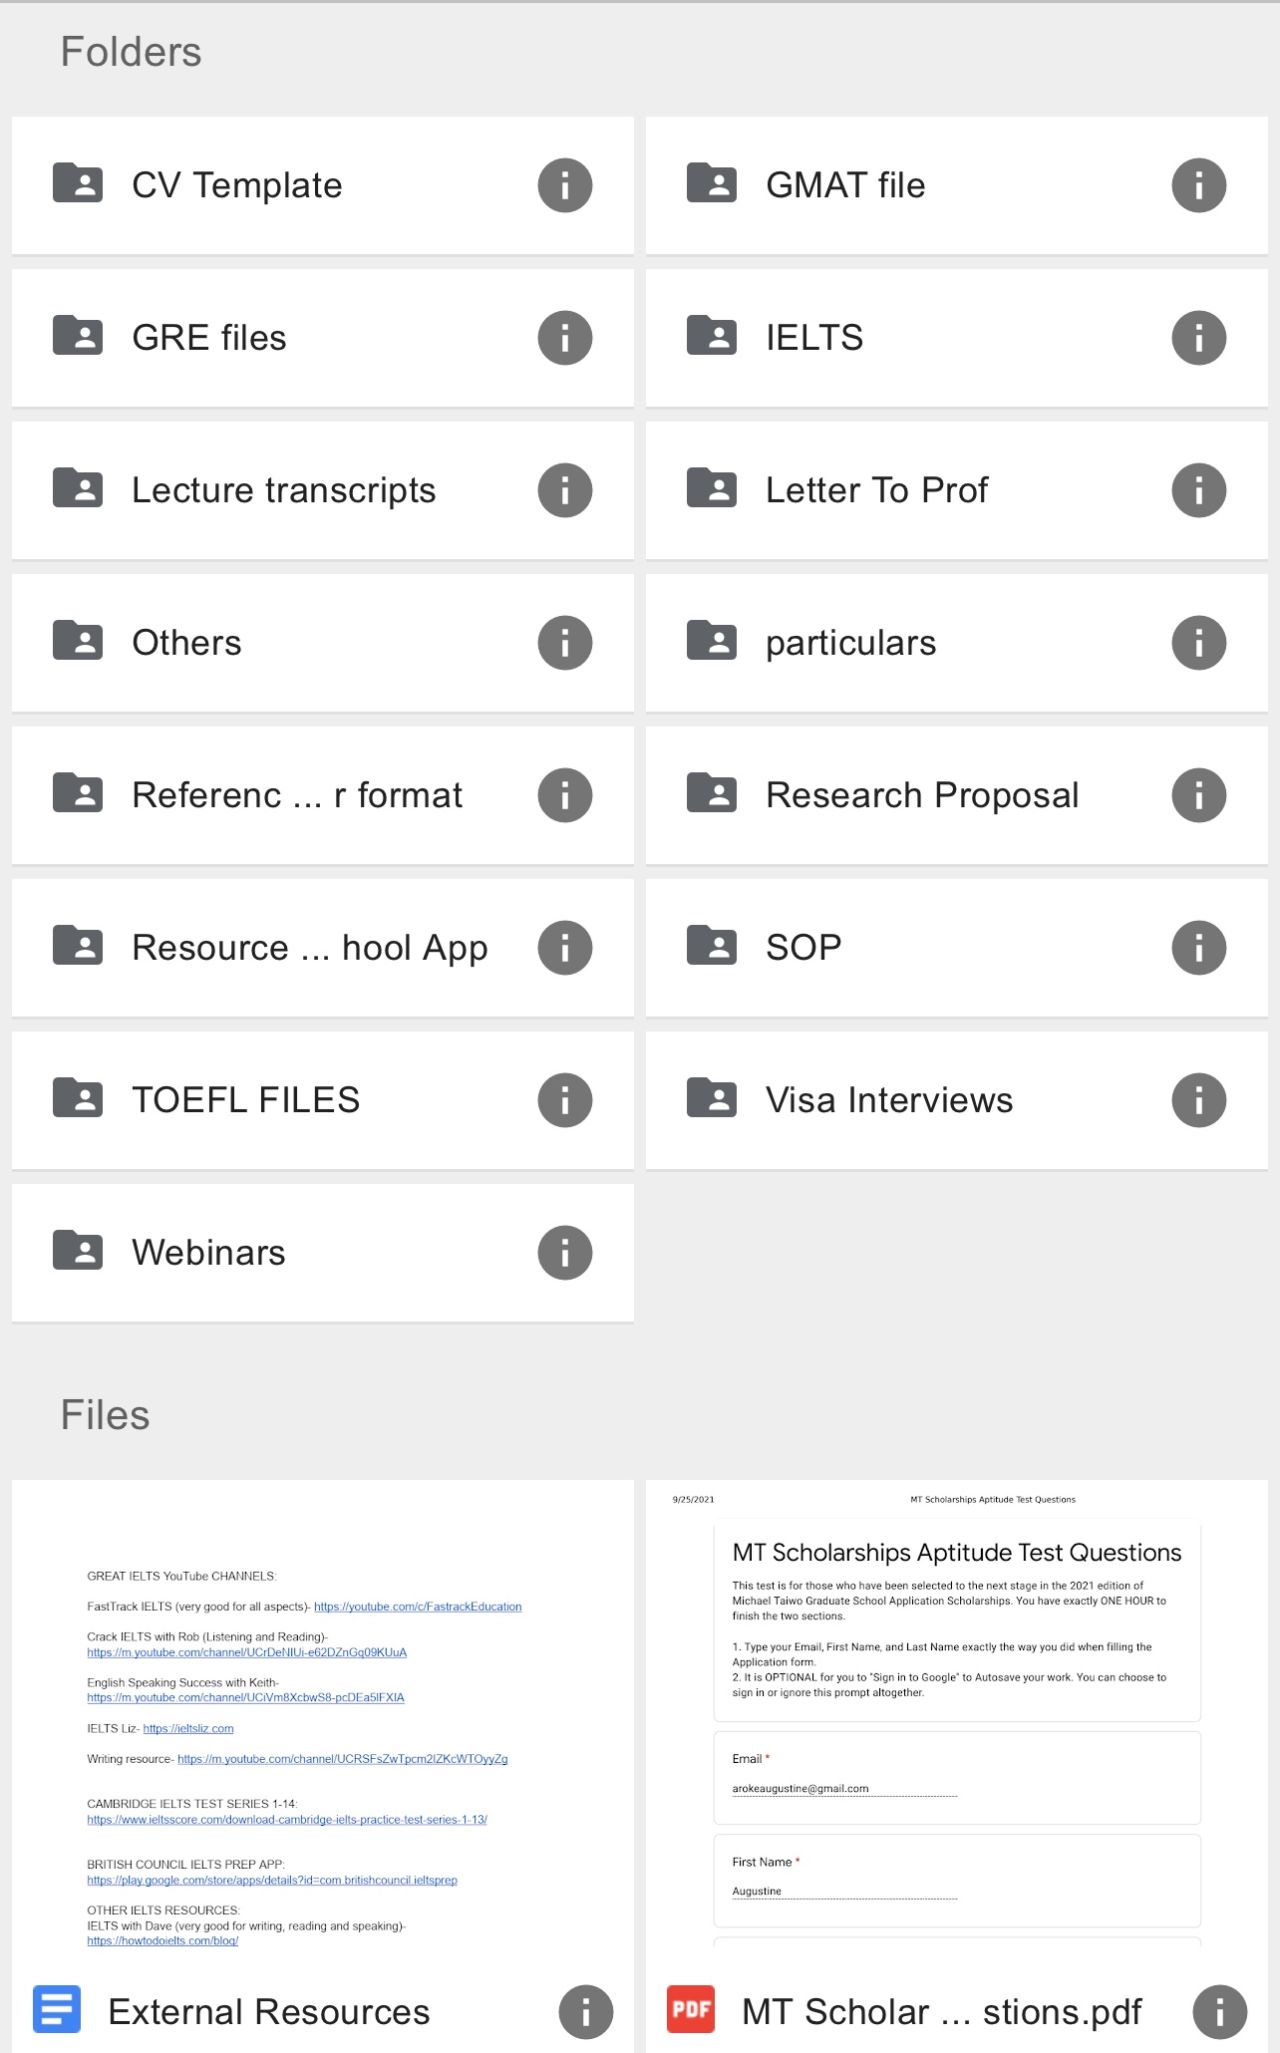 Folders
CV Template
GMAT file
GRE files
IELTS
Lecture transcripts
Letter To Prof
Others
particulars
Referenc ... r format
Research Proposal
Resource ... hool App
SOP
TOEFL FILES
Visa Interviews
Webinars
Files
GREAT IELTS YouTube CHANNELS:
FastTrack IELTS (very good for all aspects)- https://youtube.com/c/FastrackEducation
Crack IELTS with Rob (Listening and Reading)-
https://m.youtube.com/channel/UCrDeNIUi-e62DZnGq09KUuA
English Speaking Success with Keith-
https://m.youtube.com/channel/UCiVm8XcbwS8-pcDEa5lFXIA
IELTS Liz- https://ieltsliz.com
Writing resource- https://m.youtube.com/channel/UCRSFsZwTpcm2IZKcWTOyyZg
CAMBRIDGE IELTS TEST SERIES 1-14:
https://www.ieltsscore.com/download-cambridge-ielts-practice-test-series-1-13/
BRITISH COUNCIL IELTS PREP APP:
https://play.google.com/store/apps/details?id=com.britishcouncil.ieltsprep
OTHER IELTS RESOURCES:
IELTS with Dave (very good for writing, reading and speaking)-
https://howtodoielts.com/blog/
External Resources
9/25/2021
MT Scholarships Aptitude Test Questions
MT Scholarships Aptitude Test Questions
This test is for those who have been selected to the next stage in the 2021 edition of
Michael Taiwo Graduate School Application Scholarships. You have exactly ONE HOUR to
finish the two sections.
1. Type your Email, First Name, and Last Name exactly the way you did when filling the
Application form.
2. It is OPTIONAL for you to "Sign in to Google" to Autosave your work. You can choose to
sign in or ignore this prompt altogether.
Email *
arokeaugustine@gmail.com
First Name *
Augustine
PDF
MT Scholar ... stions.pdf